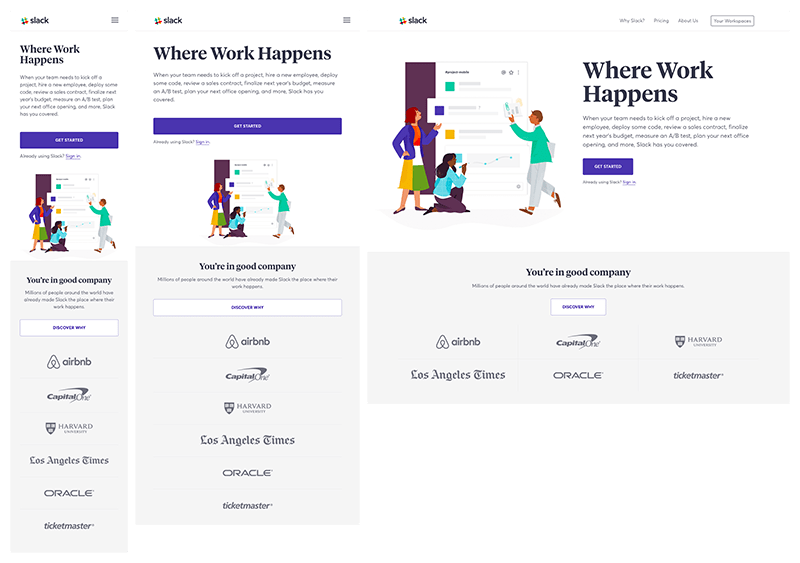 slack
Where Work
Happens
When your team needs to kick off a
project, hire a new employee, deploy some
code, review a sales contract, finalize
next year's budget, measure an A/B test, plan
your next office opening, and more, Slack
has you covered.
GET STARTED
Already using Slack? Sign in.
You're in good company
Millions of people around the world have
already made Slack the place where their
work happens.
DISCOVER WHY
airbnb
Capital One
HARVARD
UNIVERSITY
Los Angeles Times
ORACLE
ticketmaster
slack
Where Work Happens
When your team needs to kick off a project, hire a new employee, deploy
some code, review a sales contract, finalize next year's budget, measure
an A/B test, plan your next office opening, and more, Slack has you
covered.
GET STARTED
Already using Slack? Sign in.
You're in good company
Millions of people around the world have already made Slack the place where their
work happens.
DISCOVER WHY
airbnb
Capital One
HARVARD
UNIVERSITY
Los Angeles Times
ORACLE
ticketmaster
slack
Why Slack?
Pricing
About Us
Your Workspaces
Where Work
Happens
When your team needs to kick off a project, hire a new
employee, deploy some code, review a sales contract, finalize
next year's budget, measure an A/B test, plan your next office
opening, and more, Slack has you covered.
GET STARTED
Already using Slack? Sign in.
You're in good company
Millions of people around the world have already made Slack the place where their work happens.
DISCOVER WHY
airbnb
Capital One
HARVARD
UNIVERSITY
Los Angeles Times
ORACLE
ticketmaster